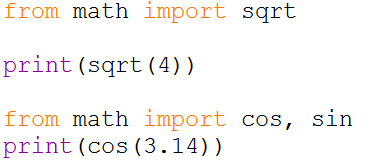 from math import sqrt
print(sqrt(4))
from math import cos, sin
print(cos(3.14))